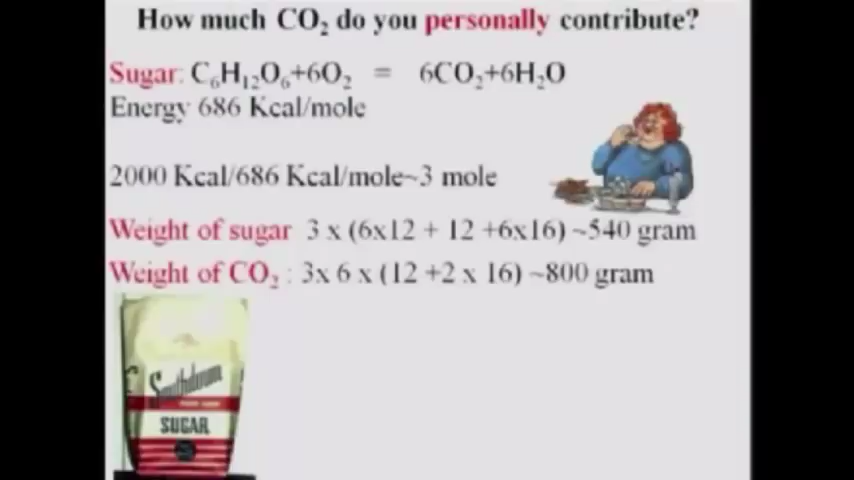 How much CO₂ do you personally contribute?
Sugar: C₆H₁₂O₆+6O₂ = 6CO₂+6H₂O
Energy 686 Kcal/mole
2000 Kcal/686 Kcal/mole~3 mole
Weight of sugar 3 x (6x12 + 12 +6x16) ~540 gram
Weight of CO₂ : 3x 6 x (12 +2 x 16) ~800 gram
SUGAR